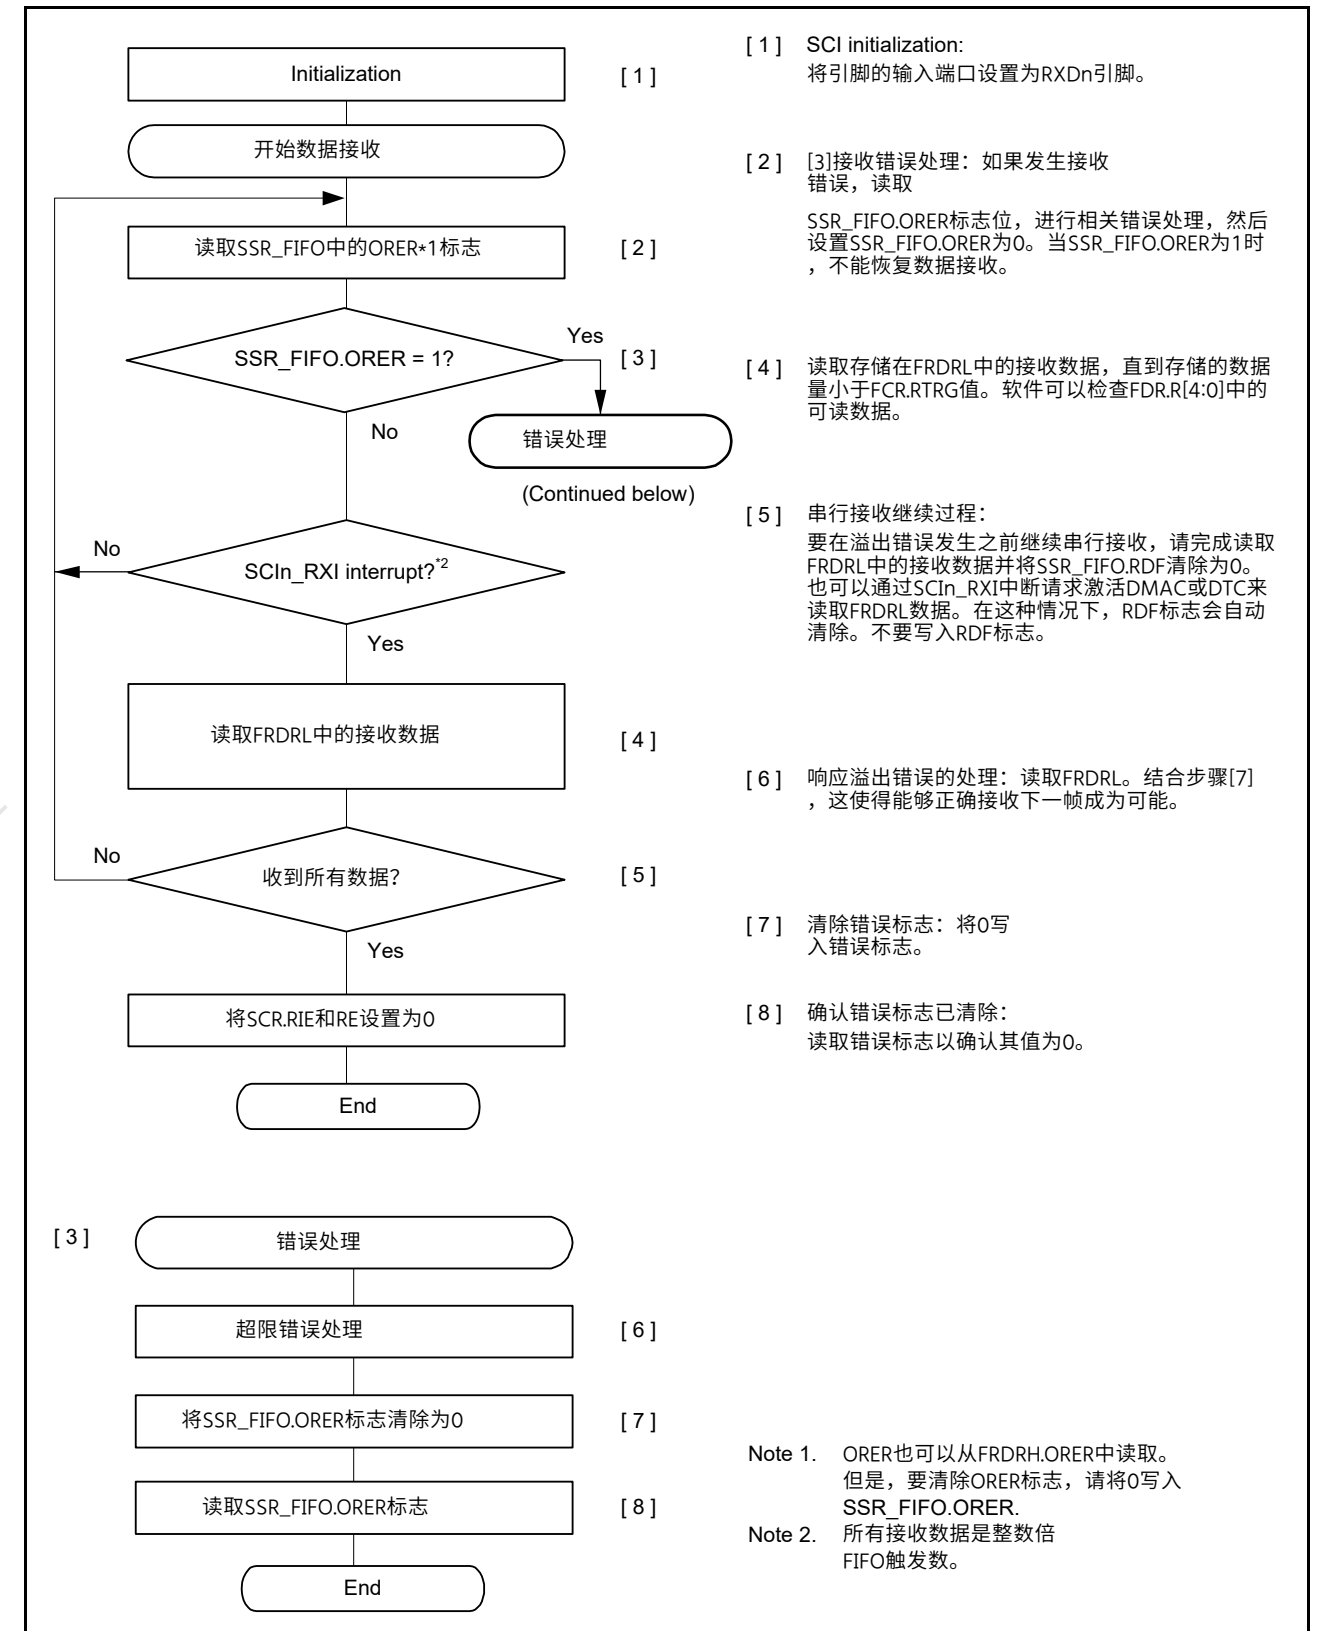 Initialization
[ 1 ]
开始数据接收
读取SSR_FIFO中的ORER*1标志
[ 2 ]
SSR_FIFO.ORER = 1?
Yes
[ 3 ]
No
错误处理
(Continued below)
No
SCIn_RXI interrupt?*2
Yes
读取FRDRL中的接收数据
[ 4 ]
No
收到所有数据?
[ 5 ]
Yes
将SCR.RIE和RE设置为0
End
[ 3 ]
错误处理
超限错误处理
[ 6 ]
将SSR_FIFO.ORER标志清除为0
[ 7 ]
读取SSR_FIFO.ORER标志
[ 8 ]
End
[ 1 ] SCI initialization:
将引脚的输入端口设置为RXDn引脚。
[ 2 ] [3]接收错误处理：如果发生接收
错误，读取
SSR_FIFO.ORER标志位，进行相关错误处理，然后
设置SSR_FIFO.ORER为0。当SSR_FIFO.ORER为1时
，不能恢复数据接收。
[ 4 ] 读取存储在FRDRL中的接收数据，直到存储的数据
量小于FCR.RTRG值。软件可以检查FDR.R[4:0]中的
可读数据。
[ 5 ] 串行接收继续过程：
要在溢出错误发生之前继续串行接收，请完成读取
FRDRL中的接收数据并将SSR_FIFO.RDF清除为0。
也可以通过SCIn_RXI中断请求激活DMAC或DTC来
读取FRDRL数据。在这种情况下，RDF标志会自动
清除。不要写入RDF标志。
[ 6 ] 响应溢出错误的处理：读取FRDRL。结合步骤[7]
，这使得能够正确接收下一帧成为可能。
[ 7 ] 清除错误标志：将0写
入错误标志。
[ 8 ] 确认错误标志已清除：
读取错误标志以确认其值为0。
Note 1. ORER也可以从FRDRH.ORER中读取。
但是，要清除ORER标志，请将0写入
SSR_FIFO.ORER.
Note 2. 所有接收数据是整数倍
FIFO触发数。